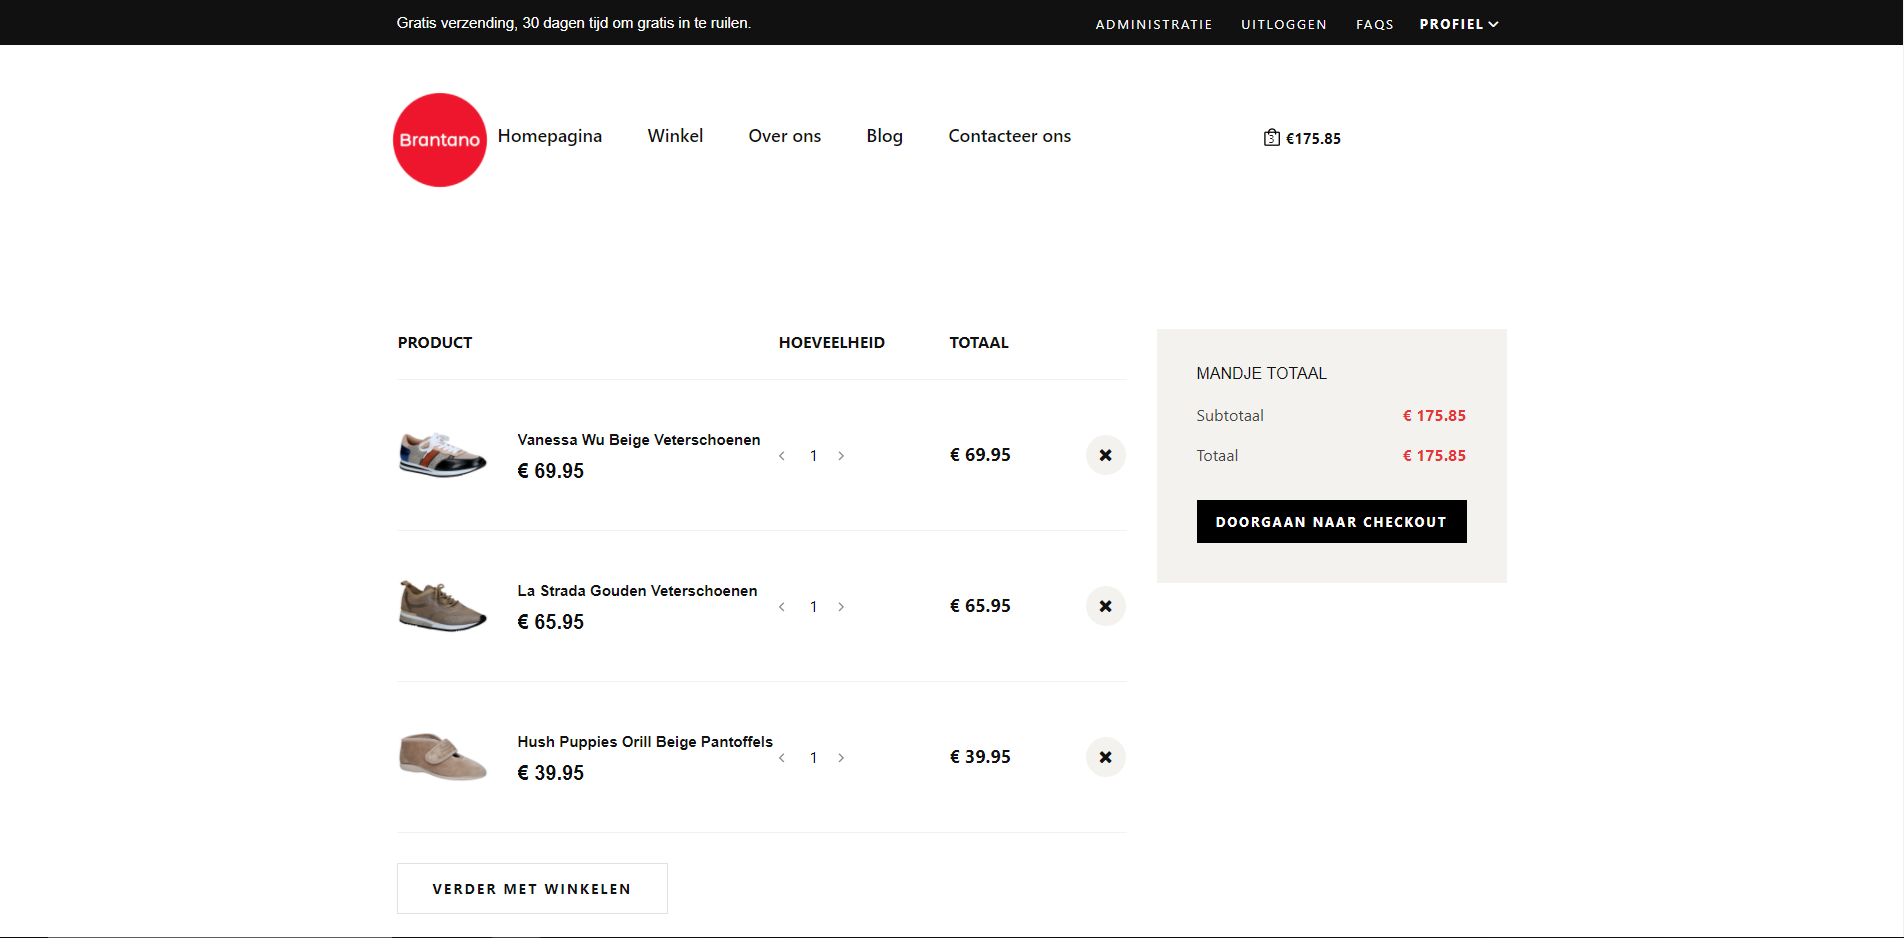 Gratis verzending, 30 dagen tijd om gratis in te ruilen.
ADMINISTRATIE UITLOGGEN FAQS PROFIEL
Brantano Homepagina Winkel Over ons Blog Contacteer ons 3 €175.85
PRODUCT HOEVEELHEID TOTAAL
Vanessa Wu Beige Veterschoenen
€ 69.95
< 1 > € 69.95
La Strada Gouden Veterschoenen
€ 65.95
< 1 > € 65.95
Hush Puppies Orill Beige Pantoffels
€ 39.95
< 1 > € 39.95
VERDER MET WINKELEN
MANDJE TOTAAL
Subtotaal € 175.85
Totaal € 175.85
DOORGAAN NAAR CHECKOUT